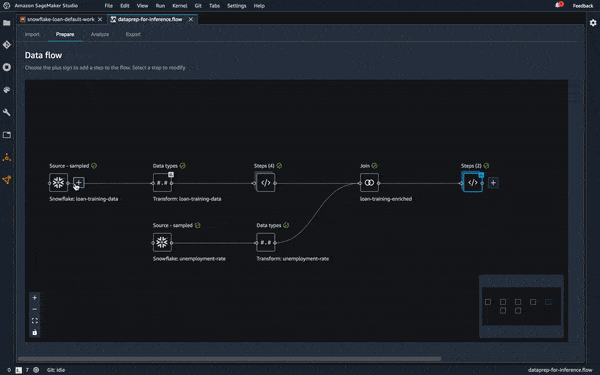 Amazon SageMaker Studio
File Edit View Run Kernel Git Tabs Settings Help
Feedback
snowflake-loan-default-work ×
dataprep-for-inference.flow ×
Import Prepare Analyze Export
Data flow
Choose the plus sign to add a step to the flow. Select a step to modify.
Source - sampled
Data types
Steps (4)
Join
Steps (2)
Snowflake: loan-training-data
Transform: loan-training-data
loan-training-enriched
Source - sampled
Data types
Snowflake: unemployment-rate
Transform: unemployment-rate
0
7
Git: Idle
dataprep-for-inference.flow